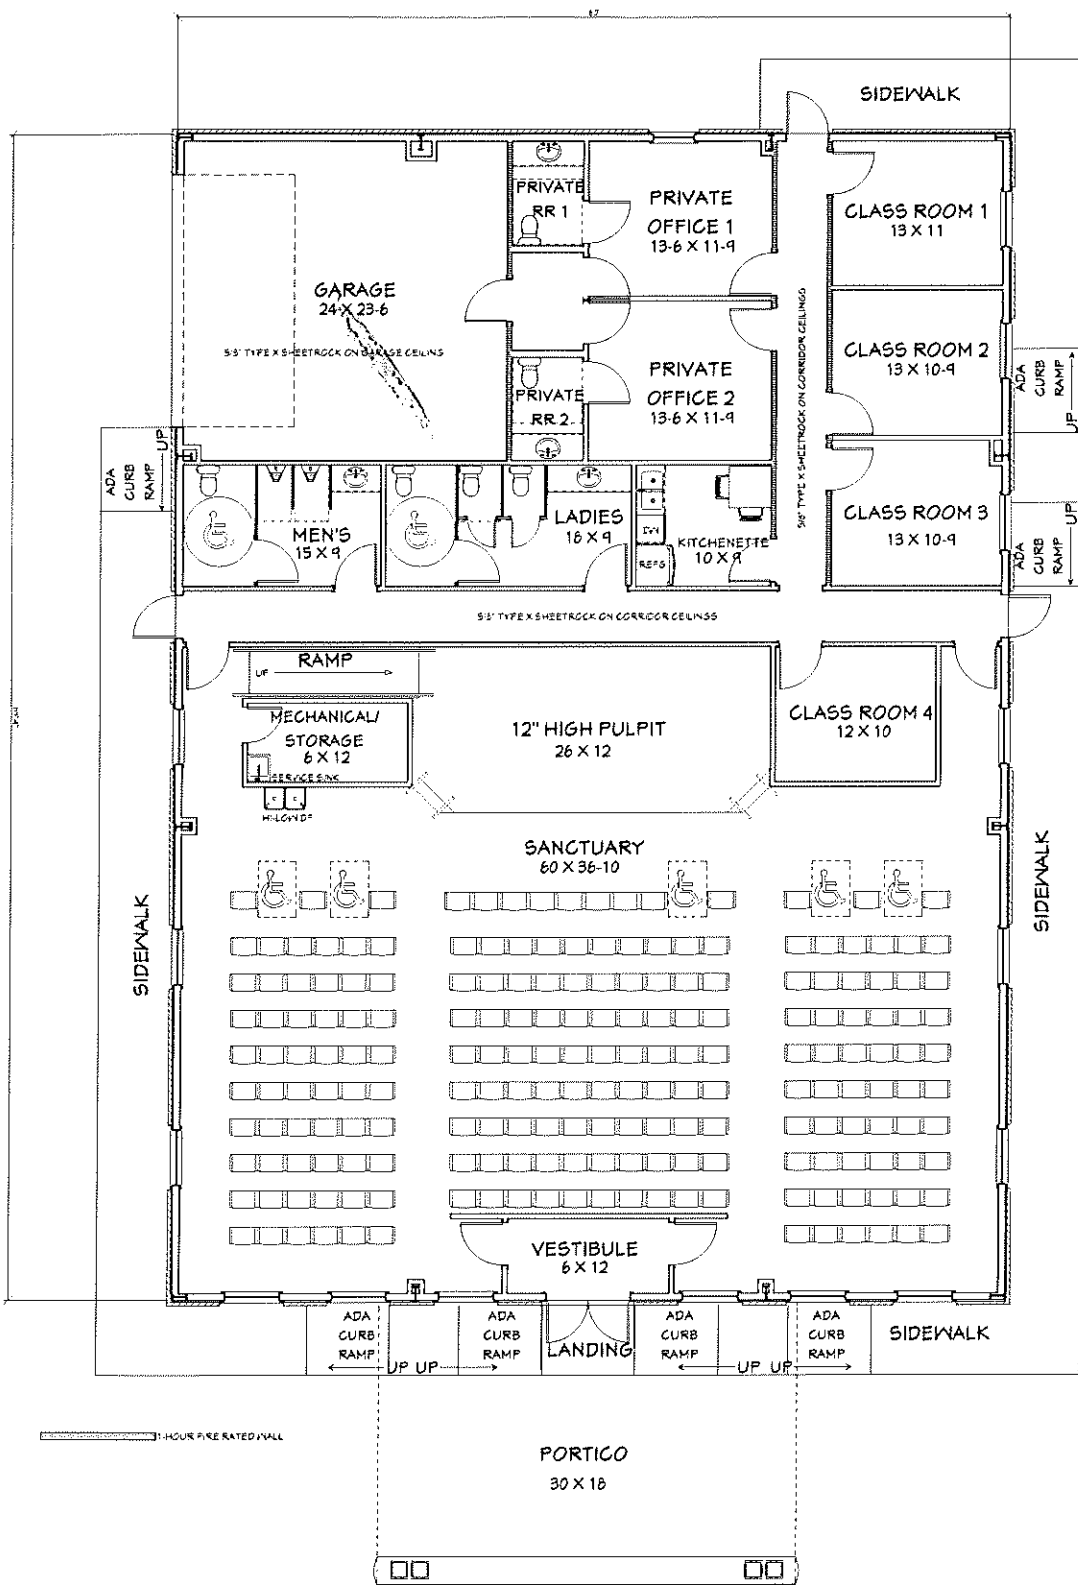 SIDEWALK
PRIVATE
RR 1
PRIVATE
OFFICE 1
13-6 X 11-9
CLASS ROOM 1
13 X 11
GARAGE
24 X 23-6
5/8" TYPE X SHEETROCK ON GARAGE CEILING
PRIVATE
RR 2
PRIVATE
OFFICE 2
13-6 X 11-9
5/8" TYPE X SHEETROCK ON CORRIDOR CEILINGS
CLASS ROOM 2
13 X 10-9
ADA
CURB
RAMP
UP
ADA
CURB
RAMP
UP
MEN'S
15 X 9
LADIES
18 X 9
KITCHENETTE
10 X 9
REFG
CLASS ROOM 3
13 X 10-9
ADA
CURB
RAMP
UP
5/8" TYPE X SHEETROCK ON CORRIDOR CEILINGS
RAMP
UP
MECHANICAL/
STORAGE
6 X 12
SERVICE SINK
12" HIGH PULPIT
26 X 12
CLASS ROOM 4
12 X 10
SANCTUARY
60 X 36-10
SIDEWALK
SIDEWALK
VESTIBULE
6 X 12
ADA
CURB
RAMP
ADA
CURB
RAMP
UP UP
LANDING
ADA
CURB
RAMP
ADA
CURB
RAMP
UP UP
SIDEWALK
1-HOUR FIRE RATED WALL
PORTICO
30 X 18